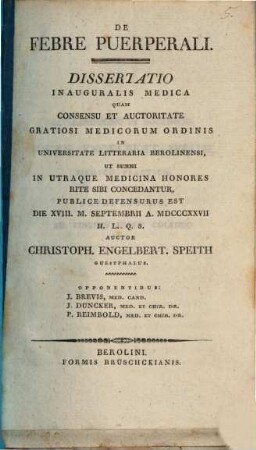 DE
FEBRE PUERPERALI.
DISSERTATIO
INAUGURALIS MEDICA
QUAM
CONSENSU ET AUCTORITATE
GRATIOSI MEDICORUM ORDINIS
IN
UNIVERSITATE LITTERARIA BEROLINENSI,
UT SUMMI
IN UTRAQUE MEDICINA HONORES
RITE SIBI CONCEDANTUR,
PUBLICE DEFENSURUS EST
DIE XVIII. M. SEPTEMBRII A. MDCCCXXVII
H. L. Q. S.
AUCTOR
CHRISTOPH. ENGELBERT. SPEITH
GUESTPHALUS.
OPPONENTIBUS:
J. BREVIS, MED. CAND.
J. DUNCKER, MED. ET CHIR. DR.
P. REIMBOLD, MED. ET CHIR. DR.
BEROLINI.
FORMIS BRÜSCHCKIANIS.